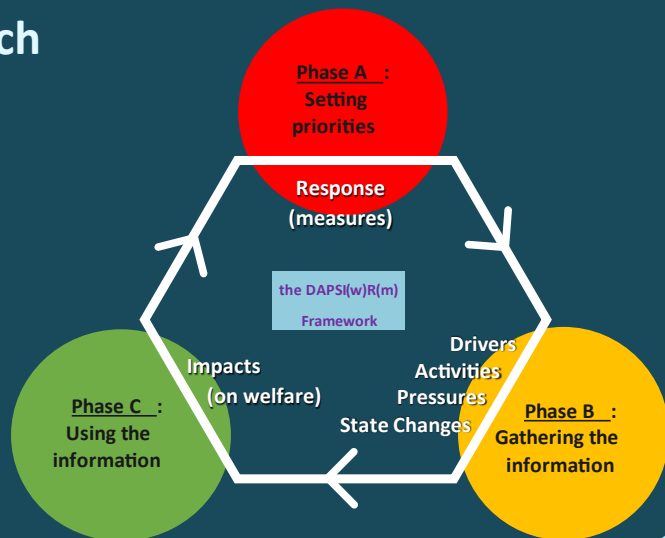 ch
Phase A :
Setting
priorities
Response
(measures)
the DAPSI(w)R(m)
Framework
Drivers
Activities
Pressures
State Changes
Impacts
(on welfare)
Phase C :
Using the
information
Phase B :
Gathering the
information